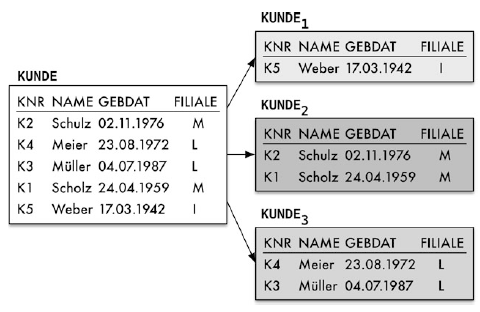 KUNDE
KNR NAME GEBDAT FILIALE
K2 Schulz 02.11.1976 M
K4 Meier 23.08.1972 L
K3 Müller 04.07.1987 L
K1 Scholz 24.04.1959 M
K5 Weber 17.03.1942 I
KUNDE1
KNR NAME GEBDAT FILIALE
K5 Weber 17.03.1942 I
KUNDE2
KNR NAME GEBDAT FILIALE
K2 Schulz 02.11.1976 M
K1 Scholz 24.04.1959 M
KUNDE3
KNR NAME GEBDAT FILIALE
K4 Meier 23.08.1972 L
K3 Müller 04.07.1987 L